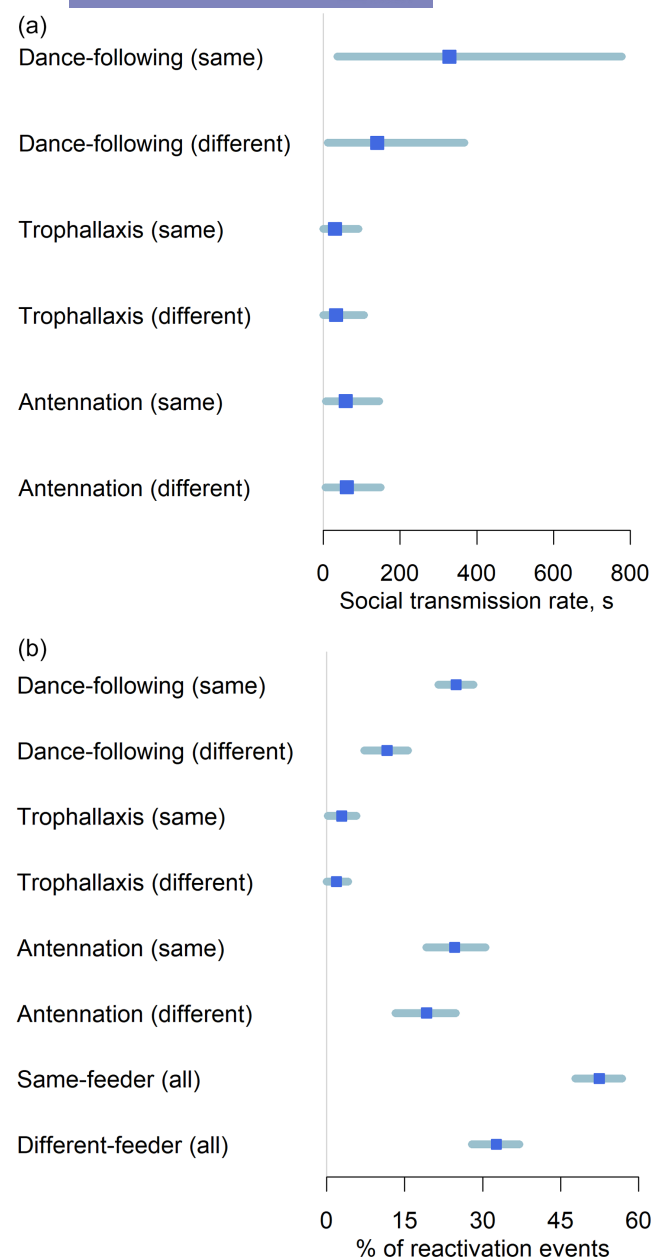 (a)
Dance-following (same)
Dance-following (different)
Trophallaxis (same)
Trophallaxis (different)
Antennation (same)
Antennation (different)
0 200 400 600 800
Social transmission rate, s
(b)
Dance-following (same)
Dance-following (different)
Trophallaxis (same)
Trophallaxis (different)
Antennation (same)
Antennation (different)
Same-feeder (all)
Different-feeder (all)
0 15 30 45 60
% of reactivation events